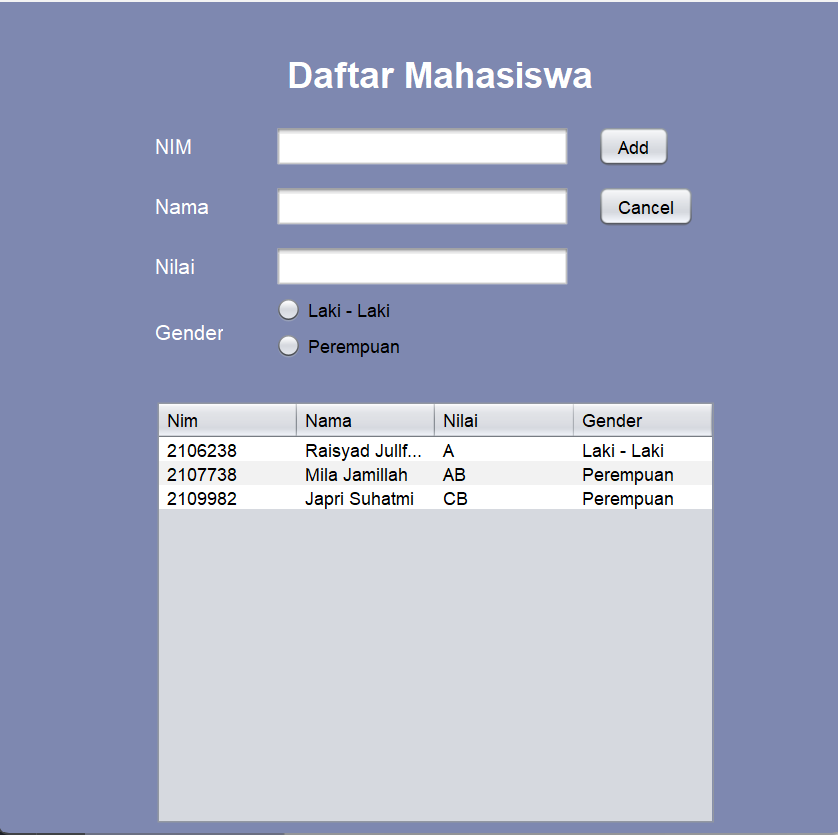 Daftar Mahasiswa
NIM Add
Nama Cancel
Nilai
Laki - Laki
Gender
Perempuan
Nim Nama Nilai Gender
2106238 Raisyad Jullf... A Laki - Laki
2107738 Mila Jamillah AB Perempuan
2109982 Japri Suhatmi CB Perempuan